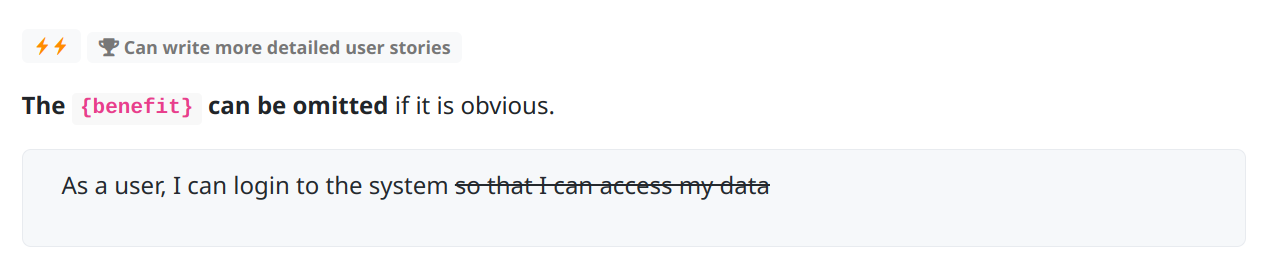 Can write more detailed user stories
The {benefit} can be omitted if it is obvious.
As a user, I can login to the system so that I can access my data